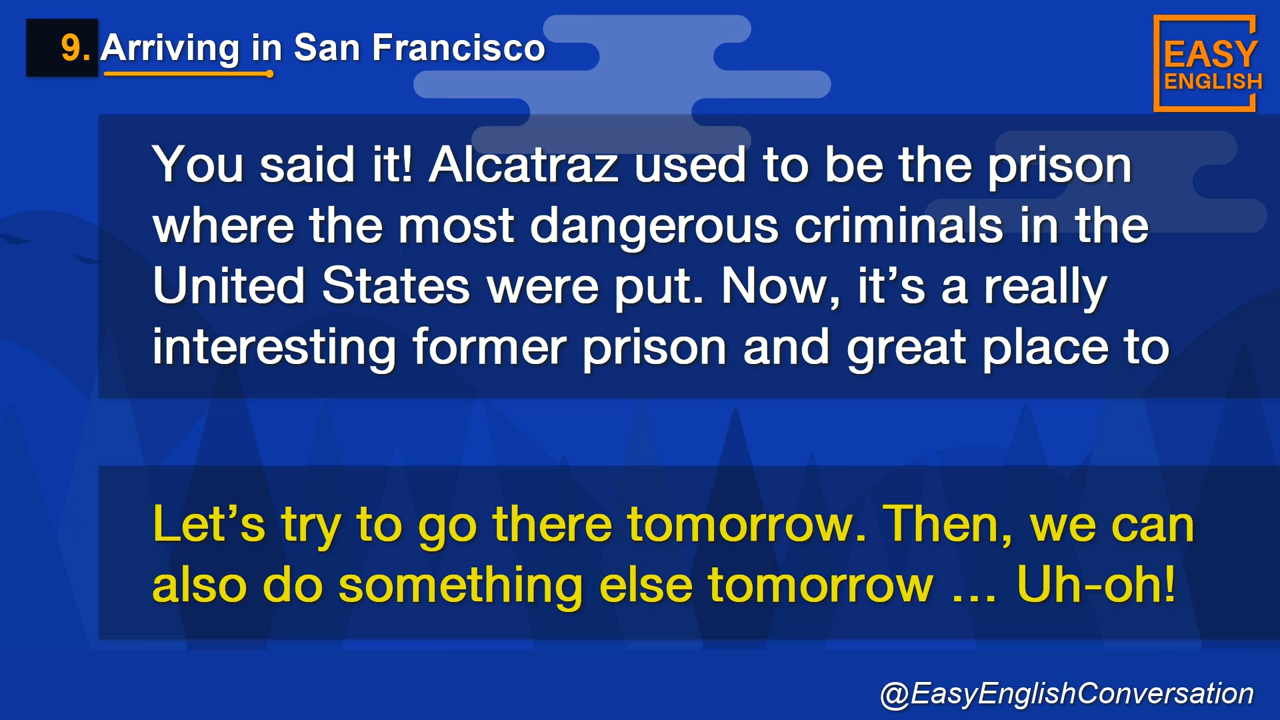 9. Arriving in San Francisco
EASY
ENGLISH
You said it! Alcatraz used to be the prison
where the most dangerous criminals in the
United States were put. Now, it’s a really
interesting former prison and great place to
Let’s try to go there tomorrow. Then, we can
also do something else tomorrow … Uh-oh!
@EasyEnglishConversation